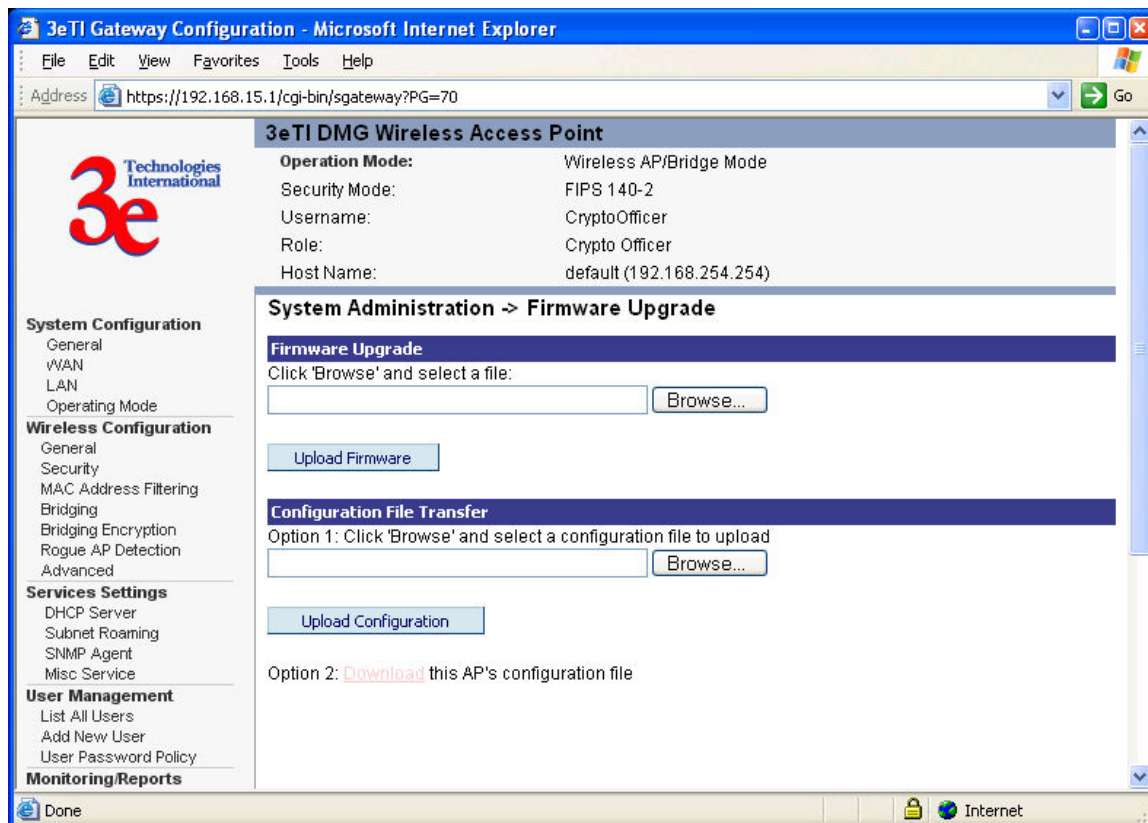 3eTI Gateway Configuration - Microsoft Internet Explorer
File Edit View Favorites Tools Help
Address https://192.168.15.1/cgi-bin/sgateway?PG=70 Go
3e Technologies International
3eTI DMG Wireless Access Point
Operation Mode: Wireless AP/Bridge Mode
Security Mode: FIPS 140-2
Username: CryptoOfficer
Role: Crypto Officer
Host Name: default (192.168.254.254)
System Configuration
General
WAN
LAN
Operating Mode
Wireless Configuration
General
Security
MAC Address Filtering
Bridging
Bridging Encryption
Rogue AP Detection
Advanced
Services Settings
DHCP Server
Subnet Roaming
SNMP Agent
Misc Service
User Management
List All Users
Add New User
User Password Policy
Monitoring/Reports
System Administration -> Firmware Upgrade
Firmware Upgrade
Click 'Browse' and select a file:
Browse...
Upload Firmware
Configuration File Transfer
Option 1: Click 'Browse' and select a configuration file to upload
Browse...
Upload Configuration
Option 2: Download this AP's configuration file
Done Internet